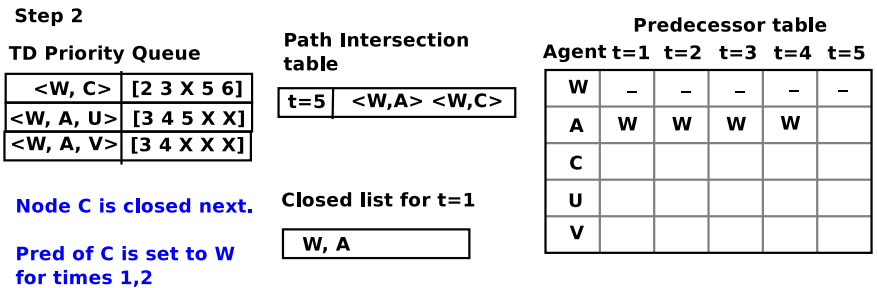 Step 2
TD Priority Queue
<W, C> [2 3 X 5 6]
<W, A, U> [3 4 5 X X]
<W, A, V> [3 4 X X X]
Node C is closed next.
Pred of C is set to W
for times 1,2
Path Intersection
table
t=5 <W,A> <W,C>
Closed list for t=1
W, A
Predecessor table
Agent t=1 t=2 t=3 t=4 t=5
W – – – – –
A W W W W
C
U
V